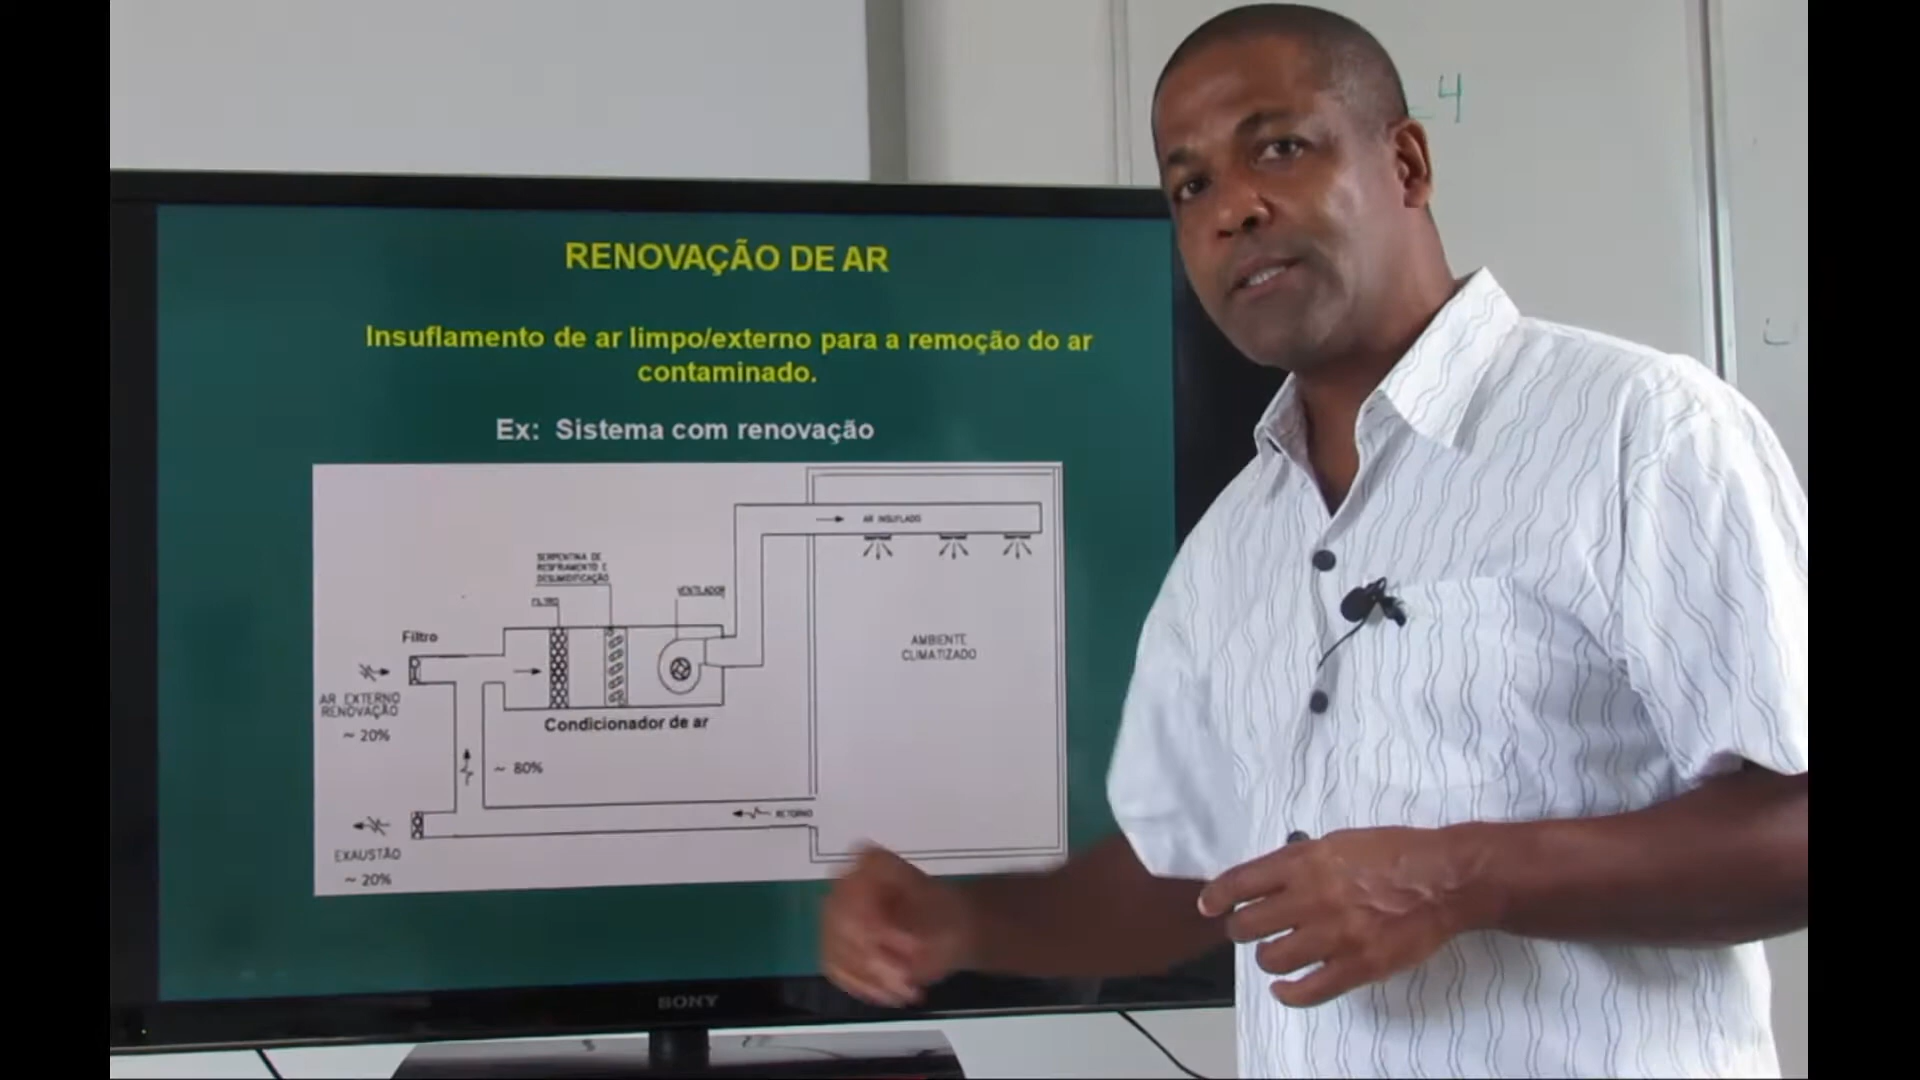 RENOVAÇÃO DE AR
Insuflamento de ar limpo/externo para a remoção do ar
contaminado.
Ex: Sistema com renovação
AR INSUFLADO
SERPENTINA DE
RESFRIAMENTO E
DESUMIDIFICAÇÃO
FILTRO
VENTILADOR
Filtro
AMBIENTE
CLIMATIZADO
AR EXTERNO
RENOVAÇÃO
~ 20%
Condicionador de ar
~ 80%
RETORNO
EXAUSTÃO
~ 20%
SONY
4